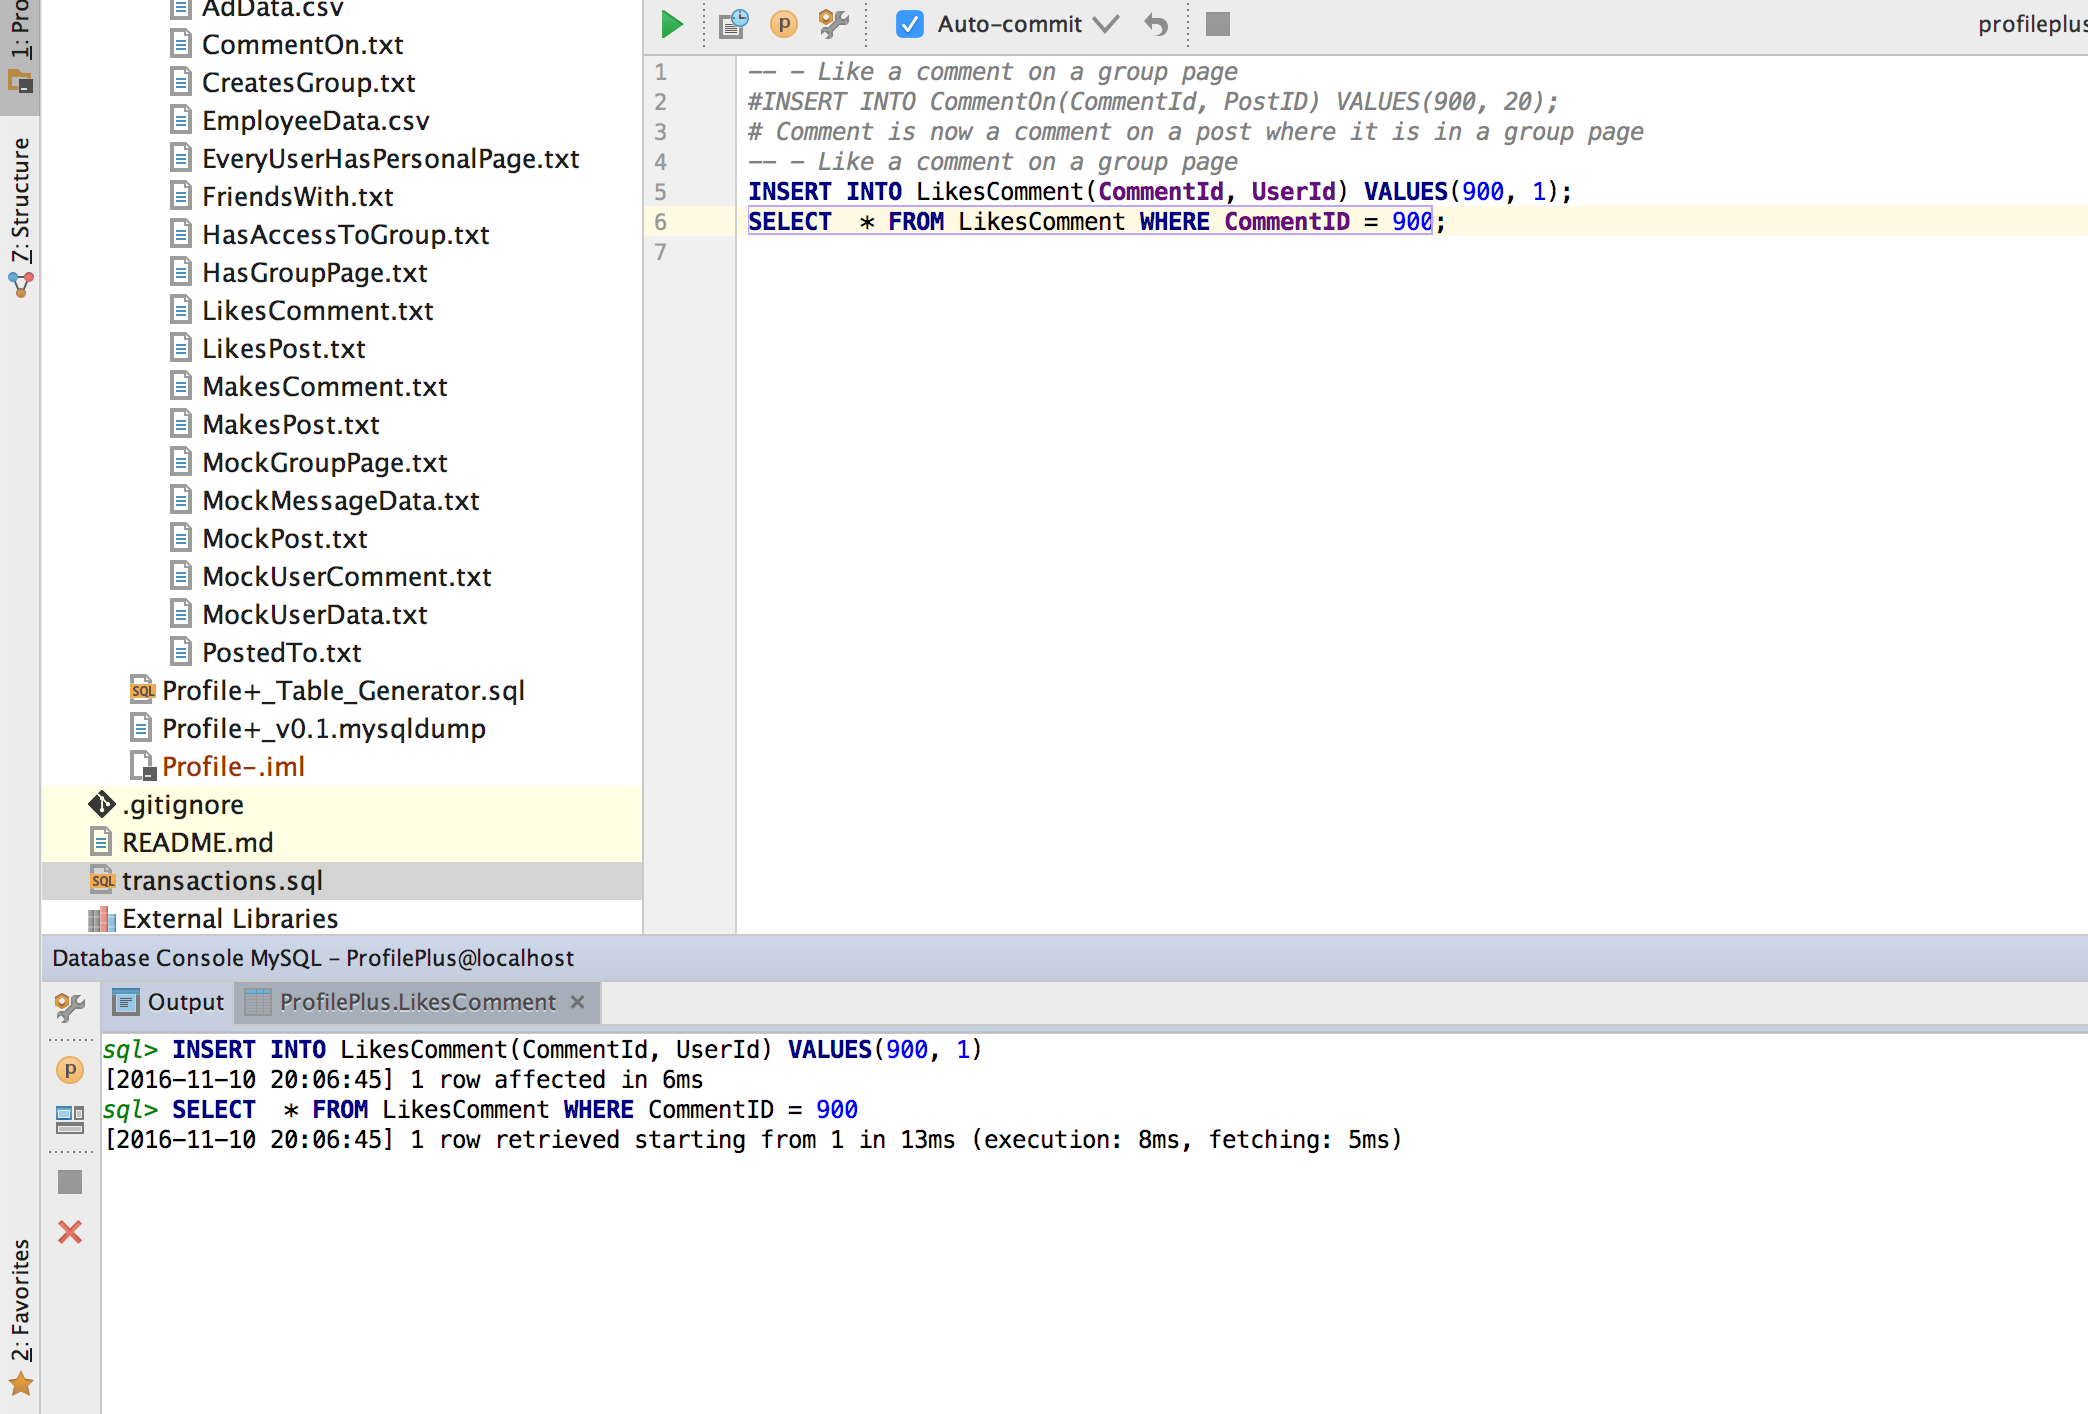 1: Pro
7: Structure
2: Favorites
AdData.csv
CommentOn.txt
CreatesGroup.txt
EmployeeData.csv
EveryUserHasPersonalPage.txt
FriendsWith.txt
HasAccessToGroup.txt
HasGroupPage.txt
LikesComment.txt
LikesPost.txt
MakesComment.txt
MakesPost.txt
MockGroupPage.txt
MockMessageData.txt
MockPost.txt
MockUserComment.txt
MockUserData.txt
PostedTo.txt
SQL Profile+_Table_Generator.sql
Profile+_v0.1.mysqldump
Profile-.iml
.gitignore
README.md
SQL transactions.sql
External Libraries
P Auto-commit profileplus
1 -- - Like a comment on a group page
2 #INSERT INTO CommentOn(CommentId, PostID) VALUES(900, 20);
3 # Comment is now a comment on a post where it is in a group page
4 -- - Like a comment on a group page
5 INSERT INTO LikesComment(CommentId, UserId) VALUES(900, 1);
6 SELECT  * FROM LikesComment WHERE CommentID = 900;
7
Database Console MySQL – ProfilePlus@localhost
Output ProfilePlus.LikesComment ×
P
sql> INSERT INTO LikesComment(CommentId, UserId) VALUES(900, 1)
[2016-11-10 20:06:45] 1 row affected in 6ms
sql> SELECT  * FROM LikesComment WHERE CommentID = 900
[2016-11-10 20:06:45] 1 row retrieved starting from 1 in 13ms (execution: 8ms, fetching: 5ms)